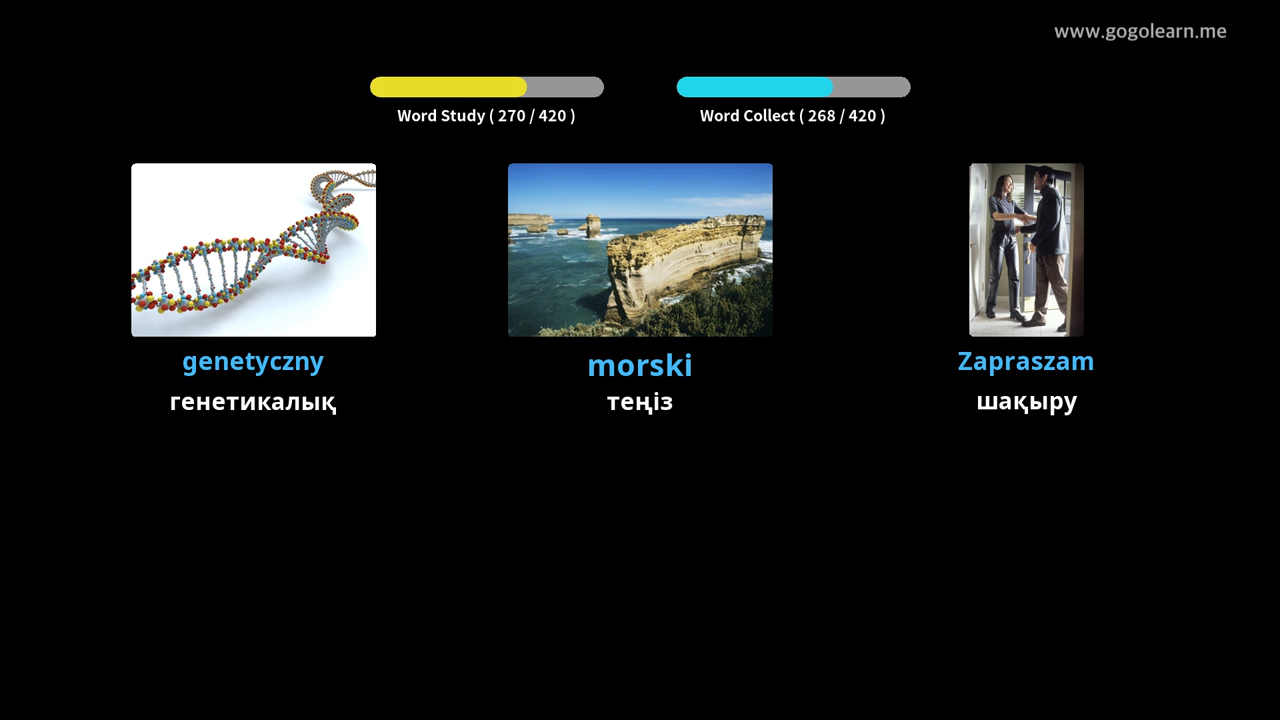 www.gogolearn.me
Word Study ( 270 / 420 )
Word Collect ( 268 / 420 )
genetyczny
morski
Zapraszam
генетикалық
теңіз
шақыру